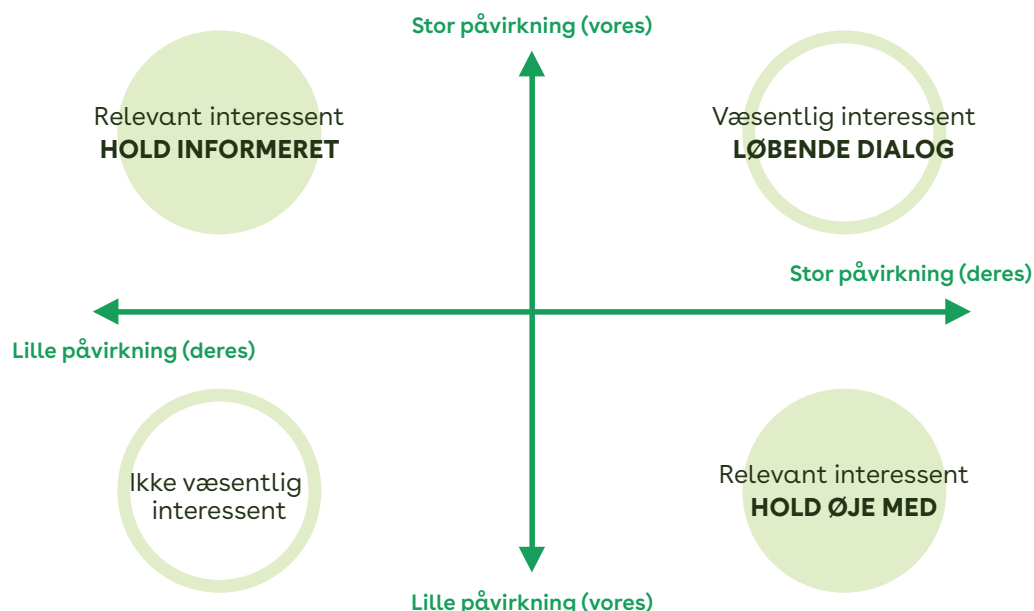 Stor påvirkning (vores)
Relevant interessent
HOLD INFORMERET
Væsentlig interessent
LØBENDE DIALOG
Stor påvirkning (deres)
Lille påvirkning (deres)
Ikke væsentlig
interessent
Relevant interessent
HOLD ØJE MED
Lille påvirkning (vores)